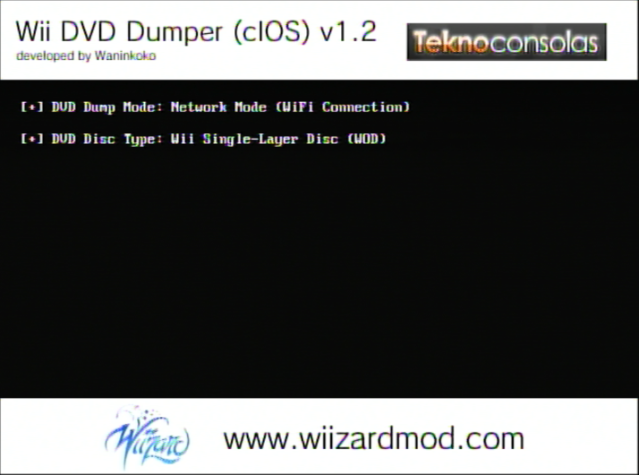 Wii DVD Dumper (cIOS) v1.2
developed by Waninkoko
Teknoconsolas
[+] DVD Dump Mode: Network Mode (WiFi Connection)
[+] DVD Disc Type: Wii Single-Layer Disc (WOD)
Wiizard
www.wiizardmod.com